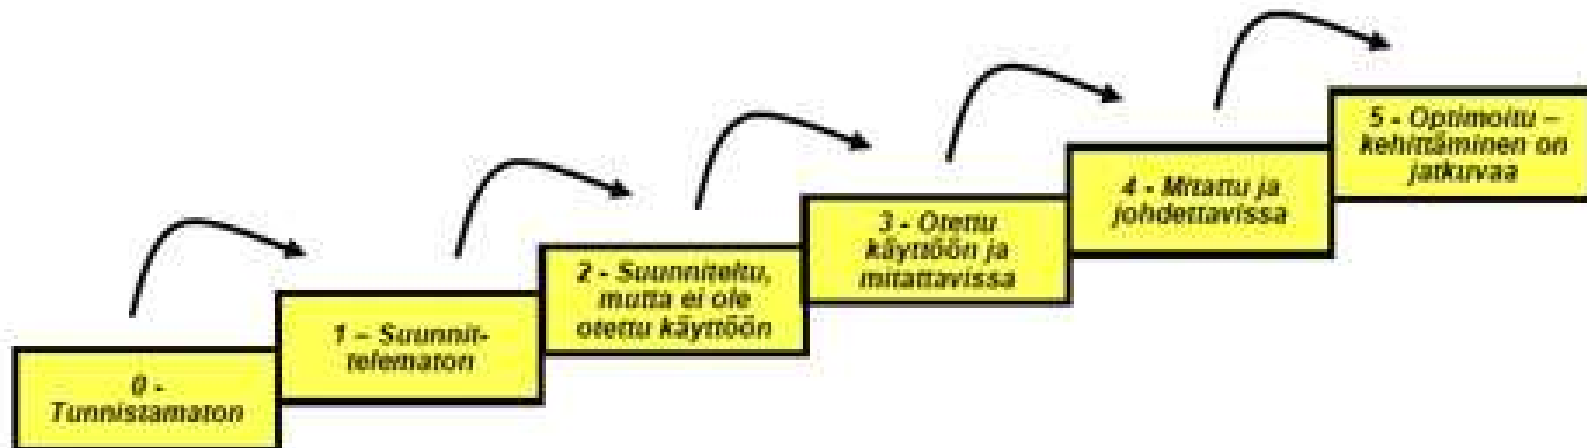 0 -
Tunnistamaton
1 – Suunnit-
telematon
2 - Suunniteltu,
mutta ei ole
otettu käyttöön
3 - Otettu
käyttöön ja
mitattavissa
4 - Mitattu ja
johdettavissa
5 - Optimoitu –
kehittäminen on
jatkuvaa